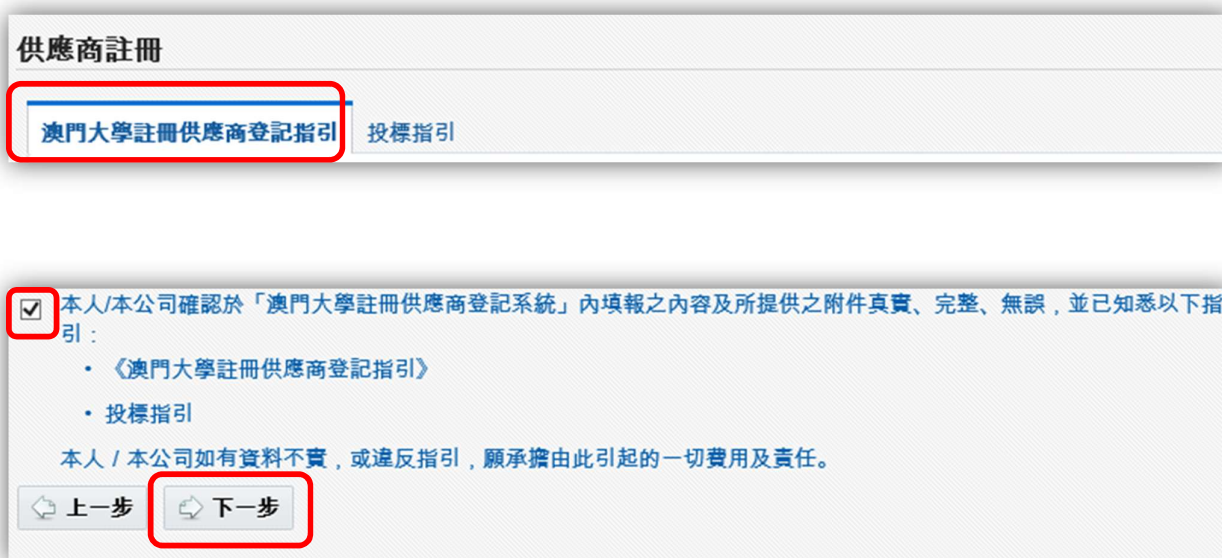 供應商註冊
澳門大學註冊供應商登記指引 投標指引
本人/本公司確認於「澳門大學註冊供應商登記系統」內填報之內容及所提供之附件真實、完整、無誤，並已知悉以下指
引：
• 《澳門大學註冊供應商登記指引》
• 投標指引
本人 / 本公司如有資料不實，或違反指引，願承擔由此引起的一切費用及責任。
上一步 下一步